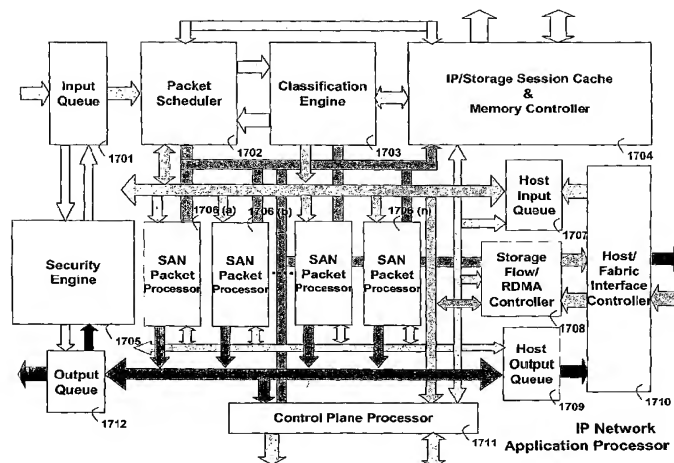 Input
Queue
1701
Packet
Scheduler
1702
Classification
Engine
1703
IP/Storage Session Cache
&
Memory Controller
1704
Security
Engine
1705
1706 (a)
SAN
Packet
Processor
1706 (b)
SAN
Packet
Processor
SAN
Packet
Processor
1706 (n)
SAN
Packet
Processor
Host
Input
Queue
1707
Storage
Flow/
RDMA
Controller
1708
Host/
Fabric
Interface
Controller
1710
Output
Queue
1712
Host
Output
Queue
1709
Control Plane Processor
1711
IP Network
Application Processor